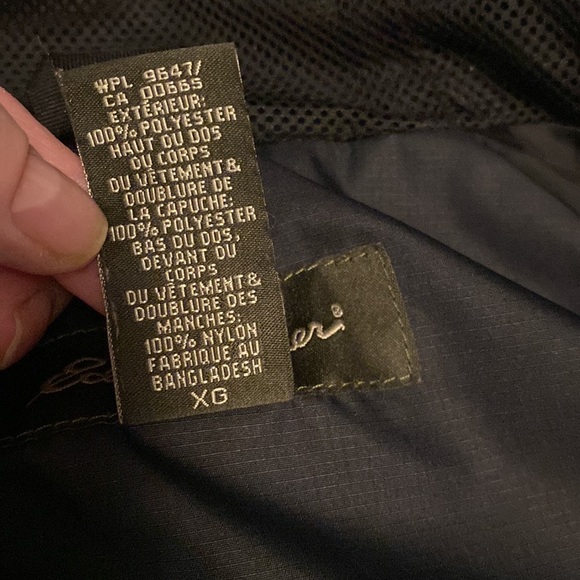 WPL 9647/
CA 00665
EXTÉRIEUR:
100% POLYESTER
HAUT DU DOS
DU CORPS
DU VÊTEMENT&
DOUBLURE DE
LA CAPUCHE:
100% POLYESTER
BAS DU DOS,
DEVANT DU
CORPS
DU VÊTEMENT&
DOUBLURE DES
MANCHES:
100% NYLON
FABRIQUE AU
BANGLADESH
XG